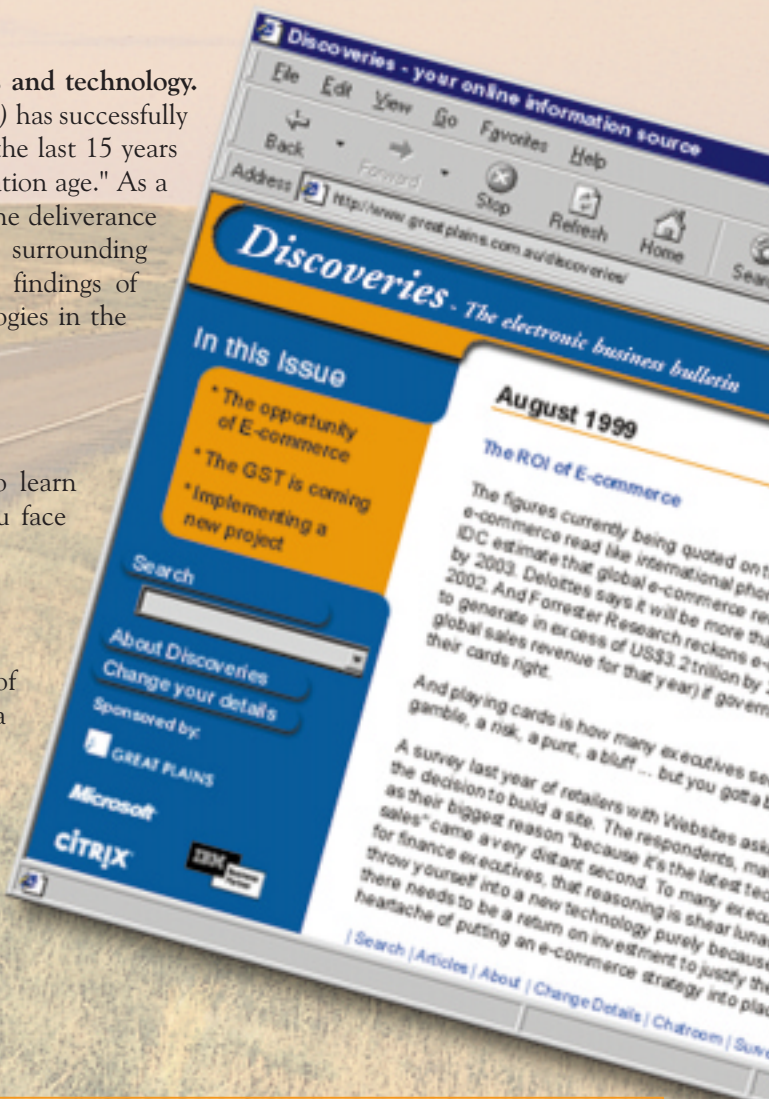 and technology.
) has successfully
the last 15 years
ation age." As a
ne deliverance
surrounding
findings of
ogies in the
o learn
u face
of
a
Discoveries - your online information source
File Edit View Go Favorites Help
Back Forward Stop Refresh Home Sear
Address http://www.greatplains.com.au/discoveries/
Discoveries - The electronic business bulletin
In this Issue
* The opportunity
of E-commerce
* The GST is coming
* Implementing a
new project
Search
About Discoveries
Change your details
Sponsored by:
GREAT PLAINS
Microsoft
CITRIX
IBM Business
Partner
August 1999
The ROI of E-commerce
The figures currently being quoted on t
e-commerce read like international phon
IDC estimate that global e-commerce rev
by 2003. Deloittes says it will be more tha
2002. And Forrester Research reckons e-c
to generate in excess of US$3.2 trillion by
global sales revenue for that year) if govern
their cards right.
And playing cards is how many executives se
gamble, a risk, a punt, a bluff ... but you gotta b
A survey last year of retailers with Websites ask
the decision to build a site. The respondents, ma
as their biggest reason "because it's the latest tec
sales" came a very distant second. To many execu
for finance executives, that reasoning is shear luna
throw yourself into a new technology purely because
there needs to be a return on investment to justify the
heartache of putting an e-commerce strategy into plac
| Search | Articles | About | Change Details | Chatroom | Surve